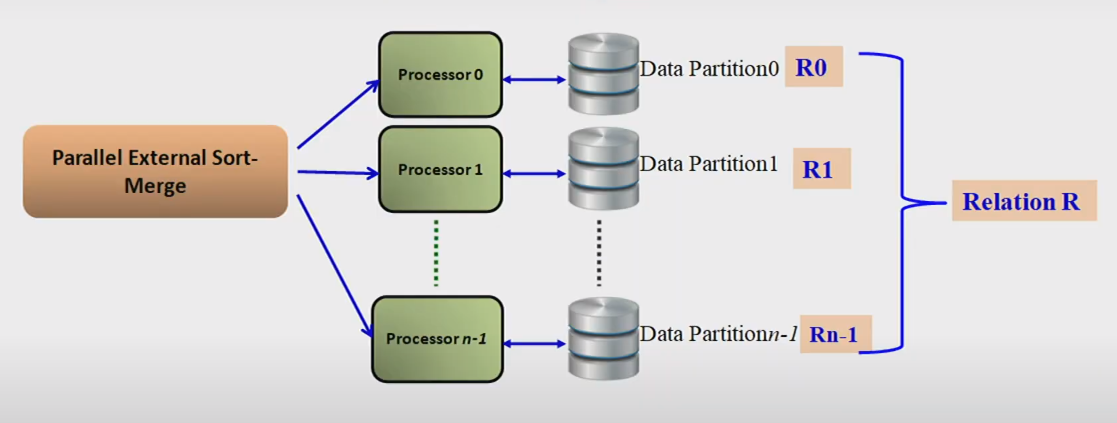 Parallel External Sort-
Merge
Processor 0
Data Partition0
R0
Processor 1
Data Partition1
R1
Relation R
Processor n-1
Data Partitionn-1
Rn-1